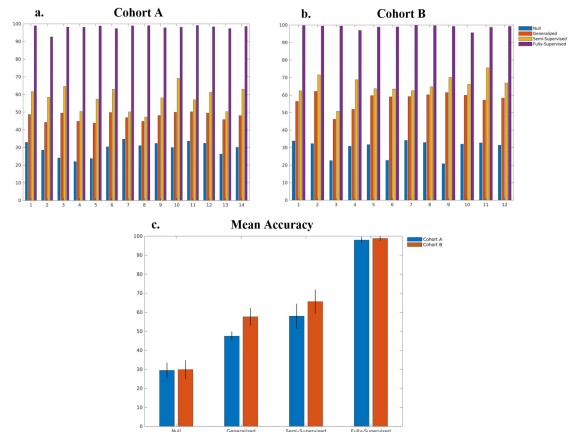 a. Cohort A
100
90
80
70
60
50
40
30
20
10
0
1 2 3 4 5 6 7 8 9 10 11 12 13 14
b. Cohort B
100
90
80
70
60
50
40
30
20
10
0
1 2 3 4 5 6 7 8 9 10 11 12
Null
Generalized
Semi-Supervised
Fully-Supervised
c. Mean Accuracy
100
90
80
70
60
50
40
30
20
10
0
Null Generalized Semi-Supervised Fully-Supervised
Cohort A
Cohort B